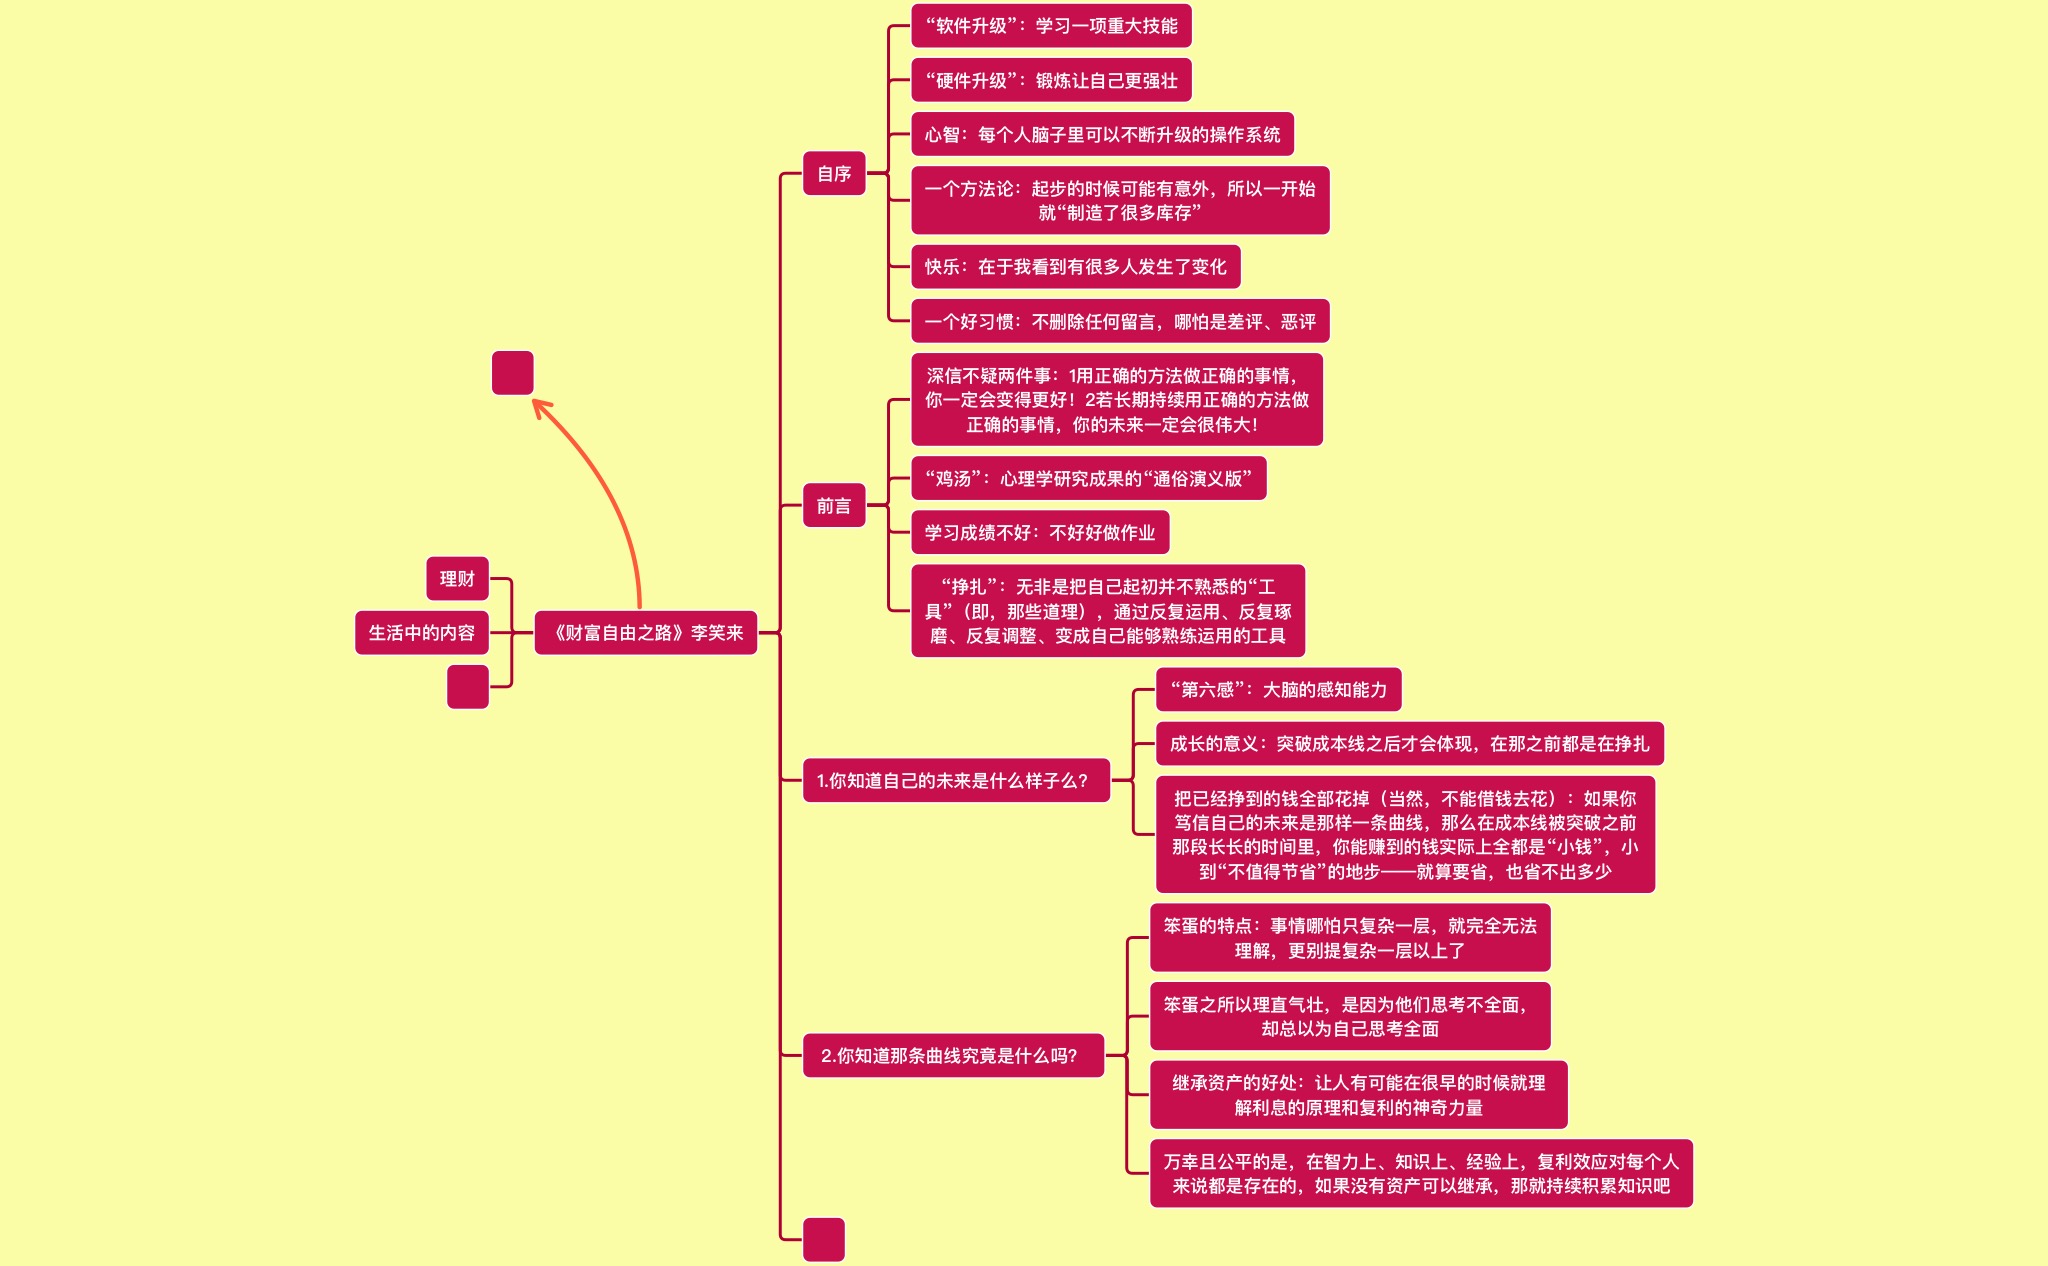 “软件升级”：学习一项重大技能
“硬件升级”：锻炼让自己更强壮
心智：每个人脑子里可以不断升级的操作系统
自序
一个方法论：起步的时候可能有意外，所以一开始
就“制造了很多库存”
快乐：在于我看到有很多人发生了变化
一个好习惯：不删除任何留言，哪怕是差评、恶评
深信不疑两件事：1用正确的方法做正确的事情，
你一定会变得更好！2若长期持续用正确的方法做
正确的事情，你的未来一定会很伟大！
“鸡汤”：心理学研究成果的“通俗演义版”
前言
学习成绩不好：不好好做作业
“挣扎”：无非是把自己起初并不熟悉的“工
具”（即，那些道理），通过反复运用、反复琢
磨、反复调整、变成自己能够熟练运用的工具
理财
生活中的内容
《财富自由之路》李笑来
“第六感”：大脑的感知能力
成长的意义：突破成本线之后才会体现，在那之前都是在挣扎
1.你知道自己的未来是什么样子么？
把已经挣到的钱全部花掉（当然，不能借钱去花）：如果你
笃信自己的未来是那样一条曲线，那么在成本线被突破之前
那段长长的时间里，你能赚到的钱实际上全都是“小钱”，小
到“不值得节省”的地步——就算要省，也省不出多少
笨蛋的特点：事情哪怕只复杂一层，就完全无法
理解，更别提复杂一层以上了
笨蛋之所以理直气壮，是因为他们思考不全面，
却总以为自己思考全面
2.你知道那条曲线究竟是什么吗？
继承资产的好处：让人有可能在很早的时候就理
解利息的原理和复利的神奇力量
万幸且公平的是，在智力上、知识上、经验上，复利效应对每个人
来说都是存在的，如果没有资产可以继承，那就持续积累知识吧